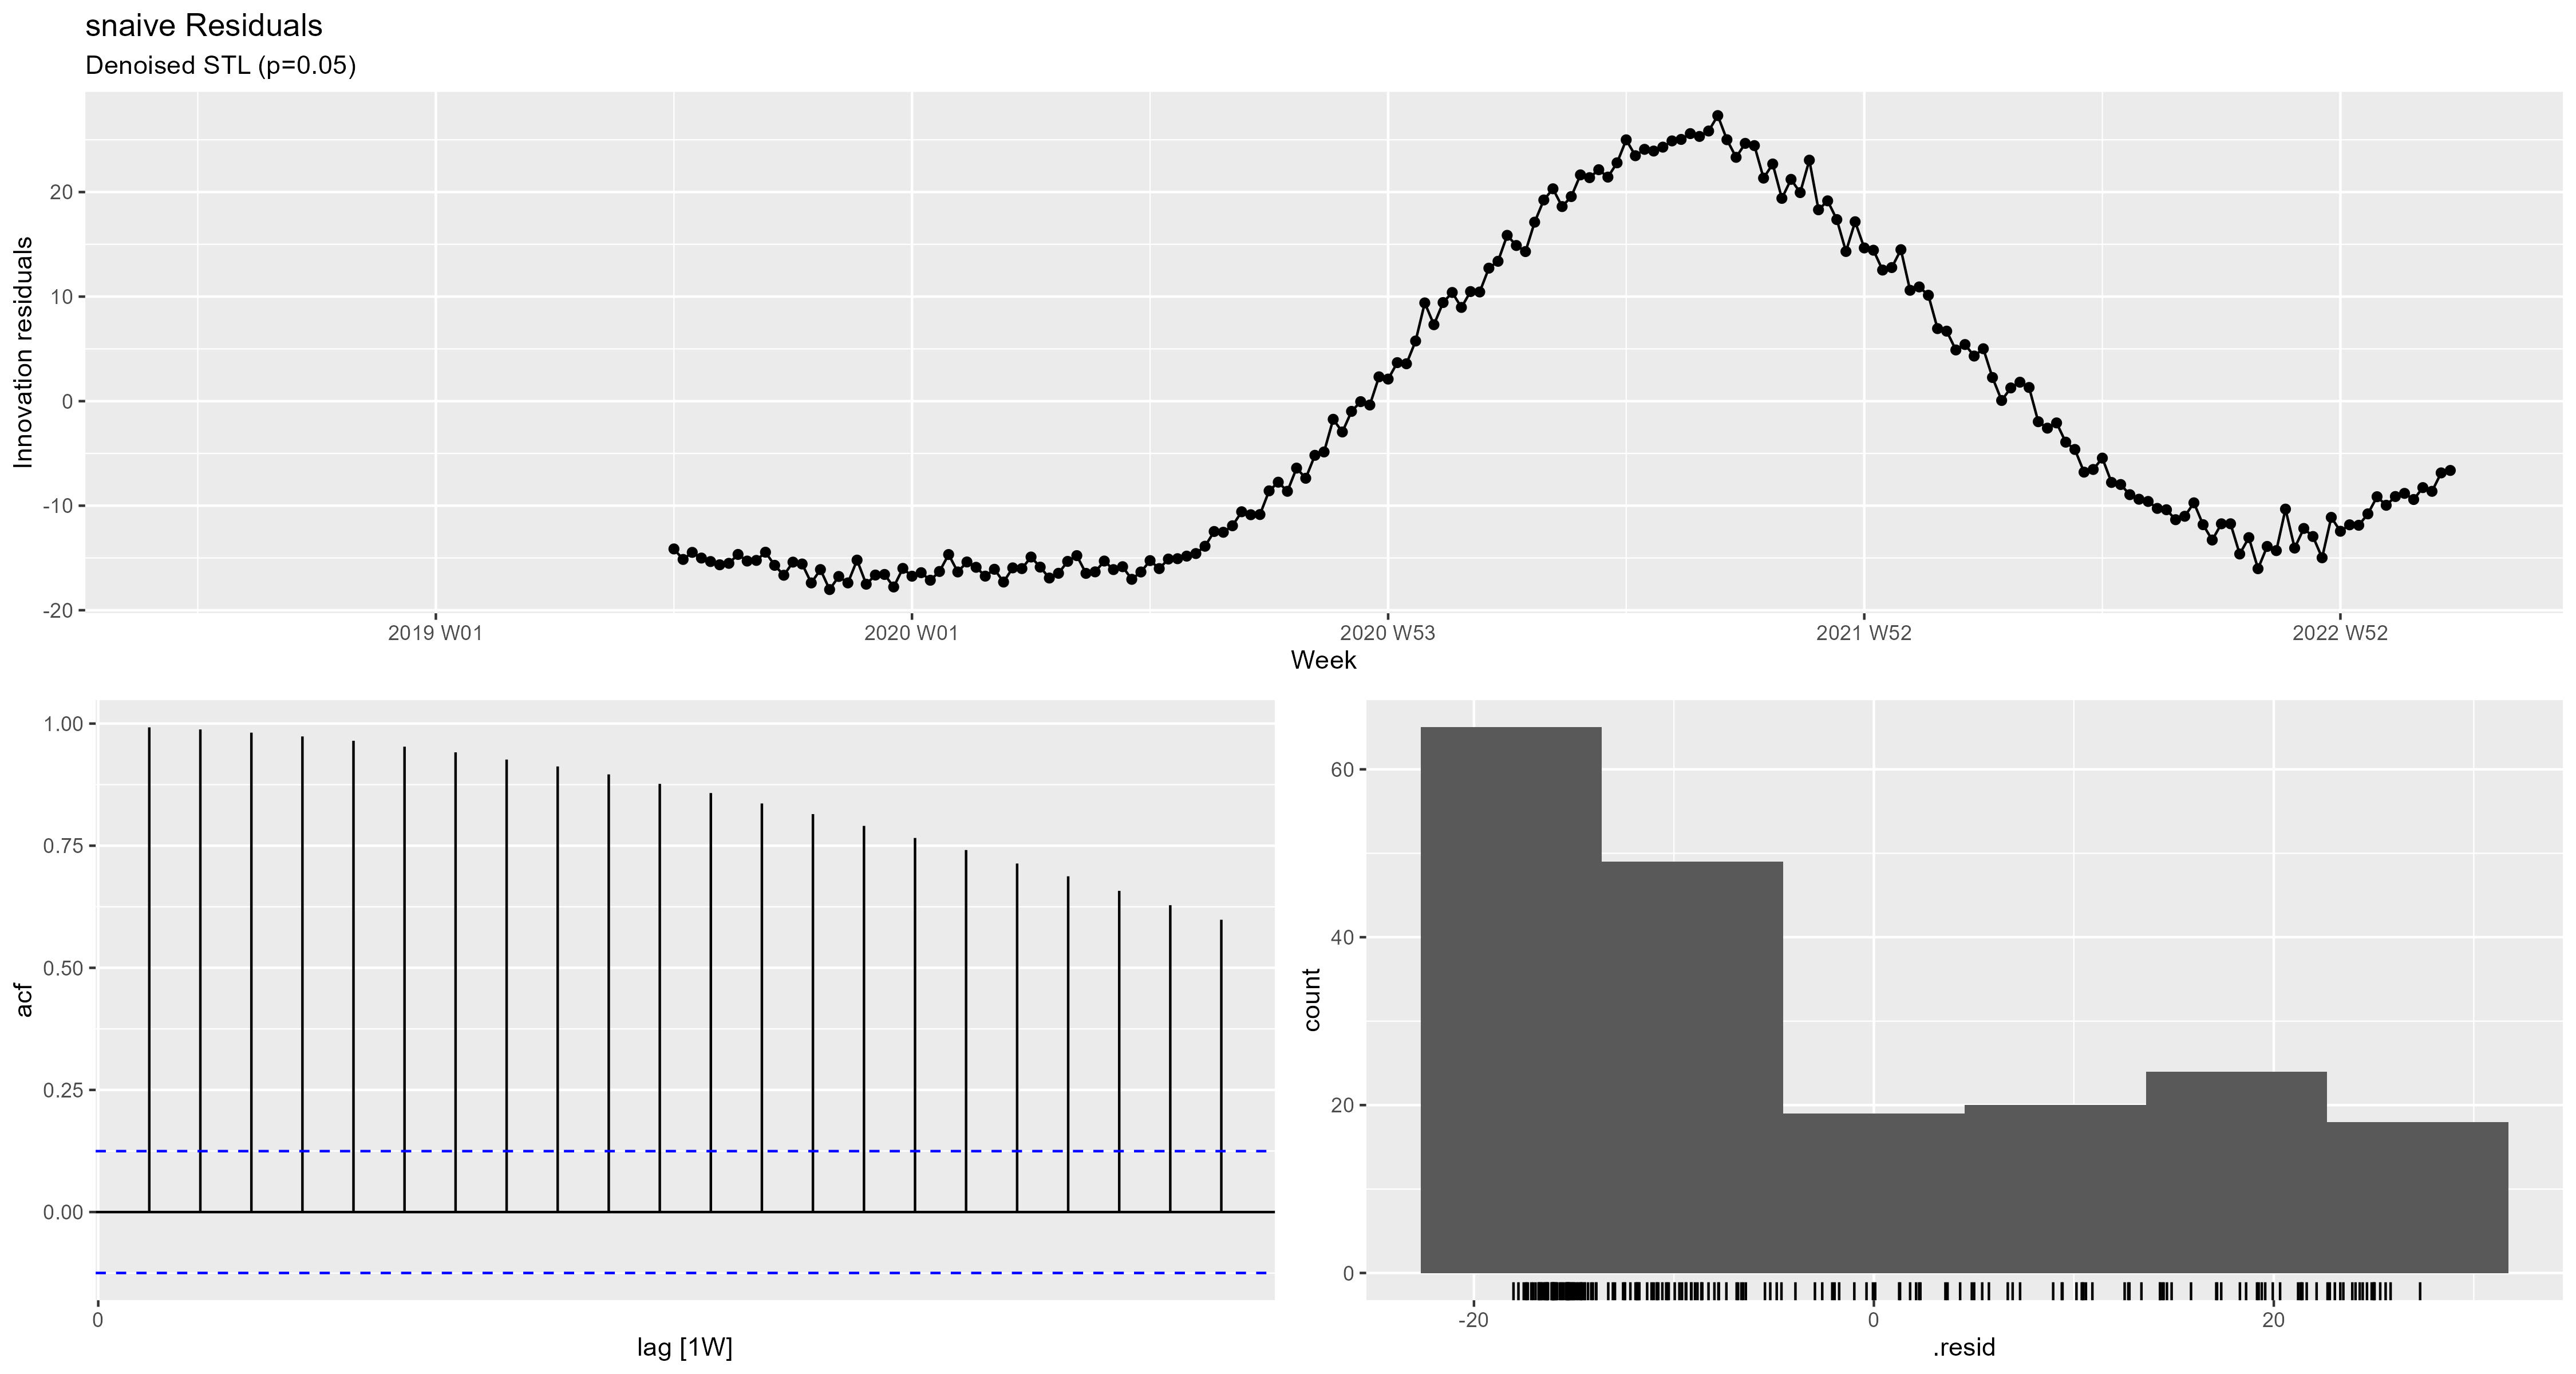 snaive Residuals
Denoised STL (p=0.05)
Innovation residuals
20
10
0
-10
-20
2019 W01
2020 W01
2020 W53
2021 W52
2022 W52
Week
acf
1.00
0.75
0.50
0.25
0.00
0
lag [1W]
count
60
40
20
0
-20
0
20
.resid